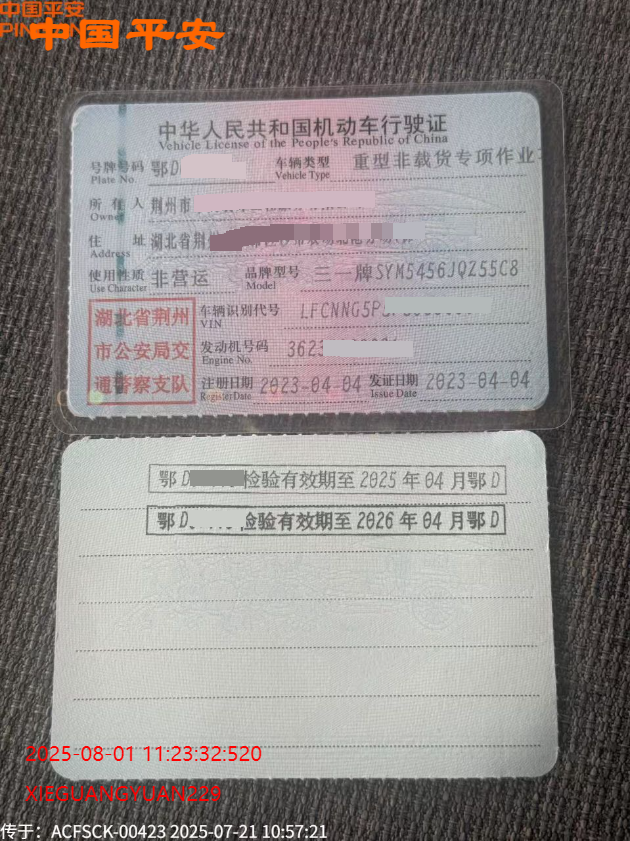 中国平安
PIN
中国平安
中华人民共和国机动车行驶证
Vehicle License of the People's Republic of China
号牌号码 鄂D 车辆类型 重型非载货专项作业
Plate No. Vehicle Type
所有人 荆州市
Owner
住址 湖北省荆州
Address
使用性质 非营运 品牌型号 三一牌SYM5456JQZ55C8
Use Character Model
湖北省荆州
市公安局交
通警察支队
车辆识别代号 LFCNNG5P
VIN
发动机号码 3623
Engine No.
注册日期 2023-04-04 发证日期 2023-04-04
Register Date Issue Date
鄂D 检验有效期至2025年04月鄂D
鄂D 检验有效期至2026年04月鄂D
2025-08-01 11:23:32:520
XIEGUANGYUAN229
传于：ACFSCK-00423 2025-07-21 10:57:21